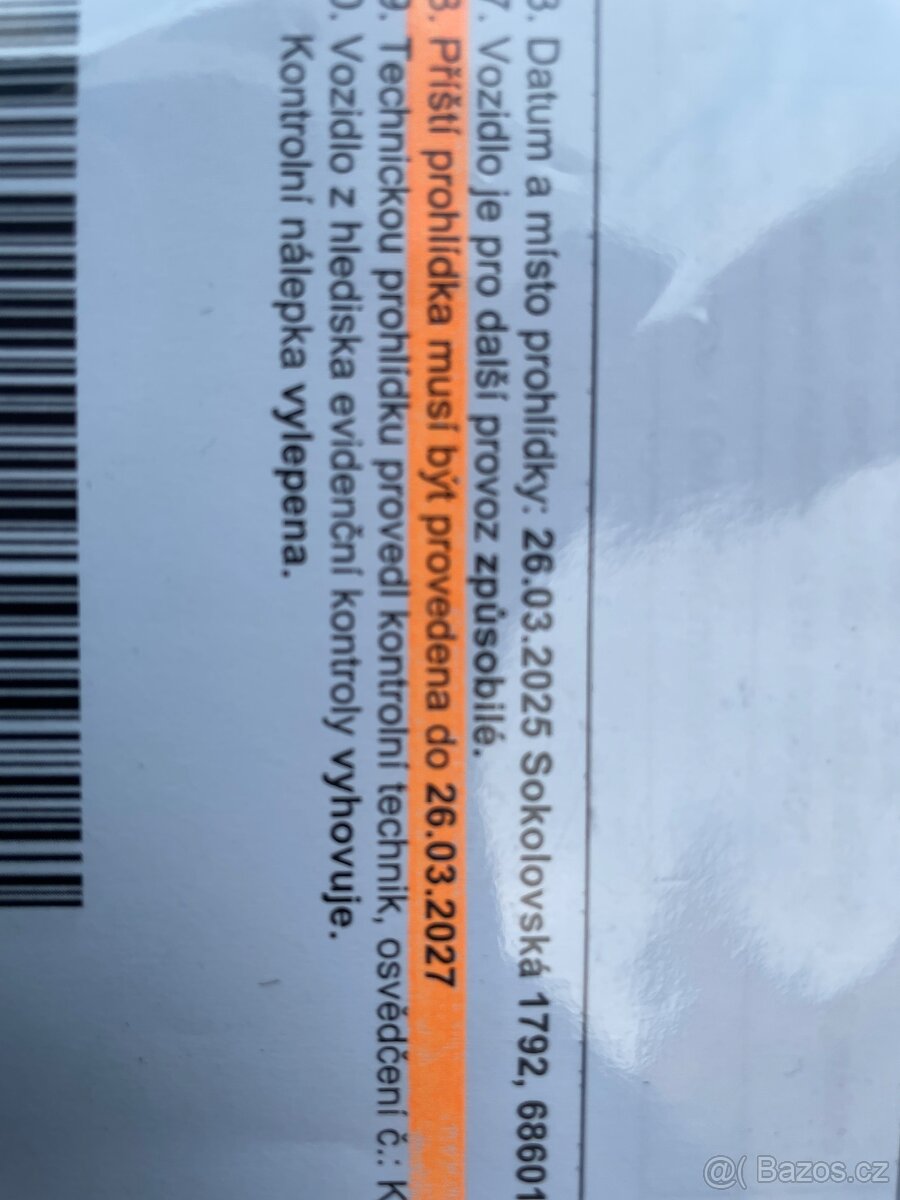 3. Datum a místo prohlídky: 26.03.2025 Sokolovská 1792, 68601
7. Vozidlo je pro další provoz způsobilé.
8. Příští prohlídka musí být provedena do 26.03.2027
9. Technickou prohlídku provedl kontrolní technik, osvědčení č.: K
0. Vozidlo z hlediska evidenční kontroly vyhovuje.
Kontrolní nálepka vylepena.
@( Bazos.cz